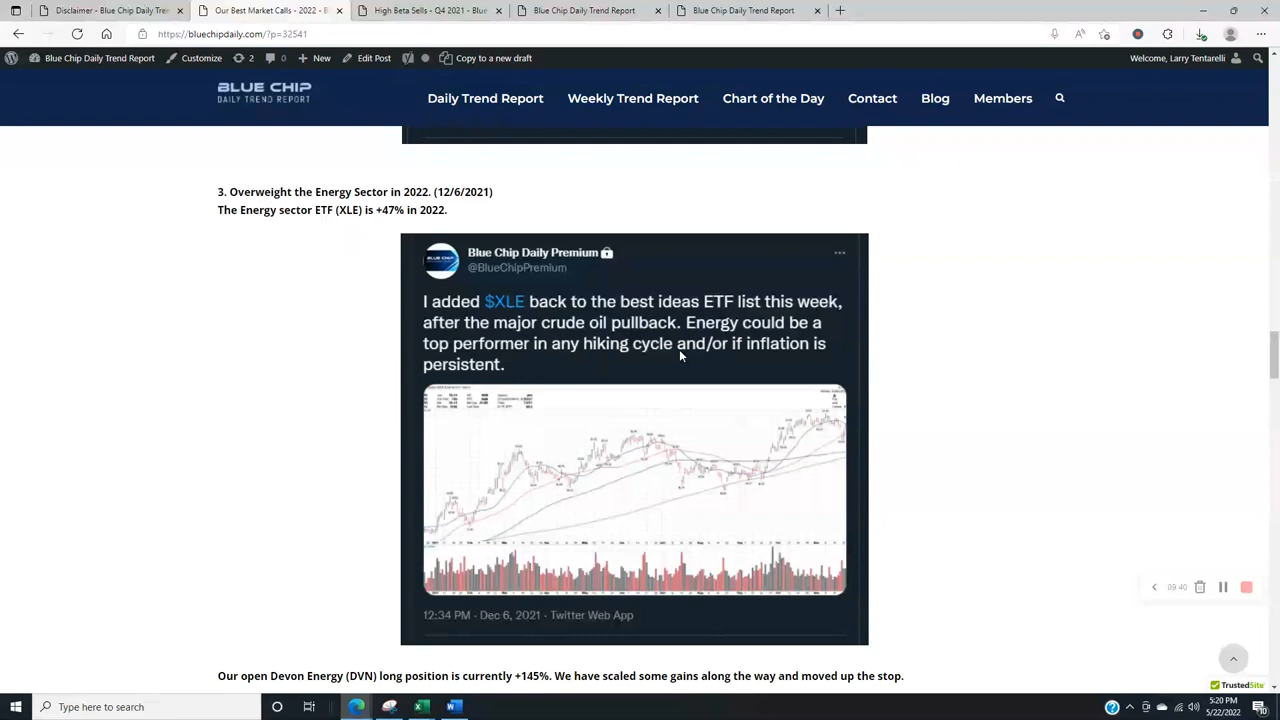 Disclaimer - Blue Chip Daily Tren
Our Best Market Calls - 2022 - B
High Beta Sells - Q4 2021 - Blue
Blue Chip Daily Trend Report
Blue Chip Daily Trend Report
https://bluechipdaily.com/?p=32541
Blue Chip Daily Trend Report
Customize
2
0
New
Edit Post
Copy to a new draft
Welcome, Larry Tentarelli
BLUE CHIP
DAILY TREND REPORT
Daily Trend Report
Weekly Trend Report
Chart of the Day
Contact
Blog
Members
3. Overweight the Energy Sector in 2022. (12/6/2021)
The Energy sector ETF (XLE) is +47% in 2022.
Blue Chip Daily Premium
@BlueChipPremium
I added $XLE back to the best ideas ETF list this week,
after the major crude oil pullback. Energy could be a
top performer in any hiking cycle and/or if inflation is
persistent.
12:34 PM · Dec 6, 2021 · Twitter Web App
09:40
Our open Devon Energy (DVN) long position is currently +145%. We have scaled some gains along the way and moved up the stop.
TrustedSite
Type here to search
5:20 PM
5/22/2022
10